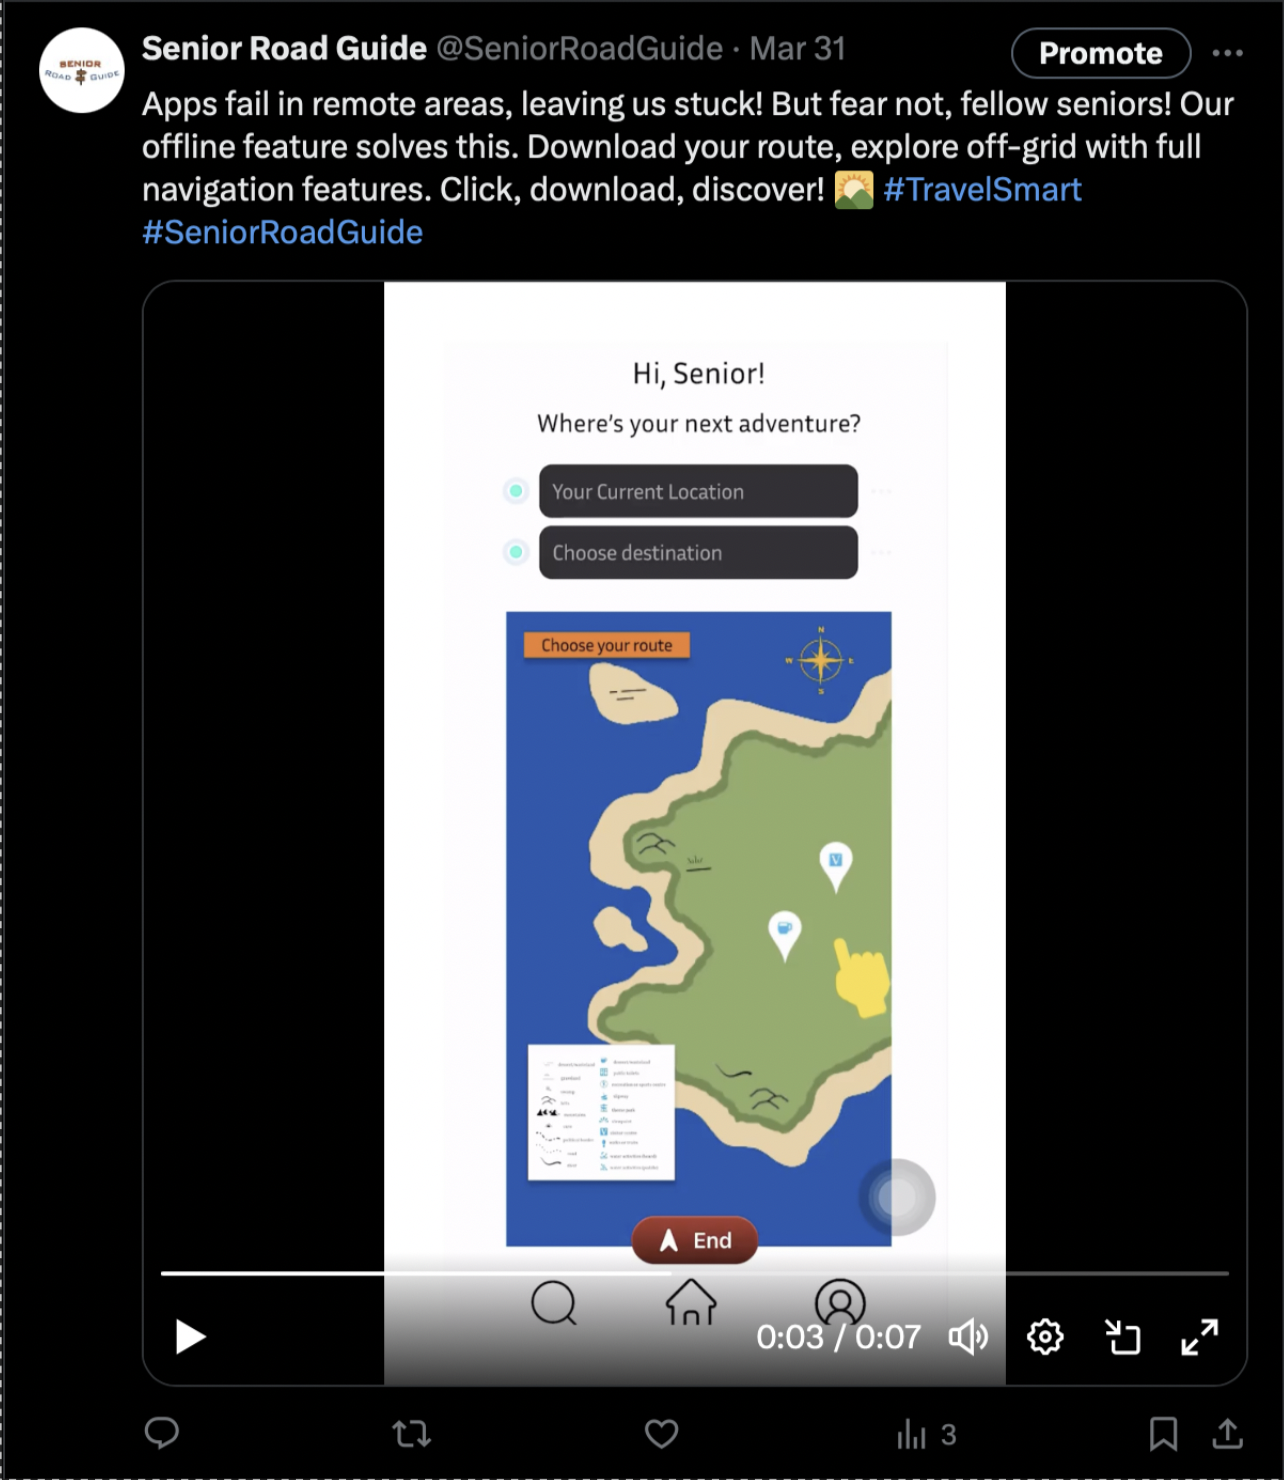 SENIOR
ROAD GUIDE
Senior Road Guide @SeniorRoadGuide · Mar 31
Promote
Apps fail in remote areas, leaving us stuck! But fear not, fellow seniors! Our
offline feature solves this. Download your route, explore off-grid with full
navigation features. Click, download, discover! 🌄 #TravelSmart
#SeniorRoadGuide
Hi, Senior!
Where's your next adventure?
Your Current Location
Choose destination
Choose your route
N
W E
S
V
End
0:03 / 0:07
3